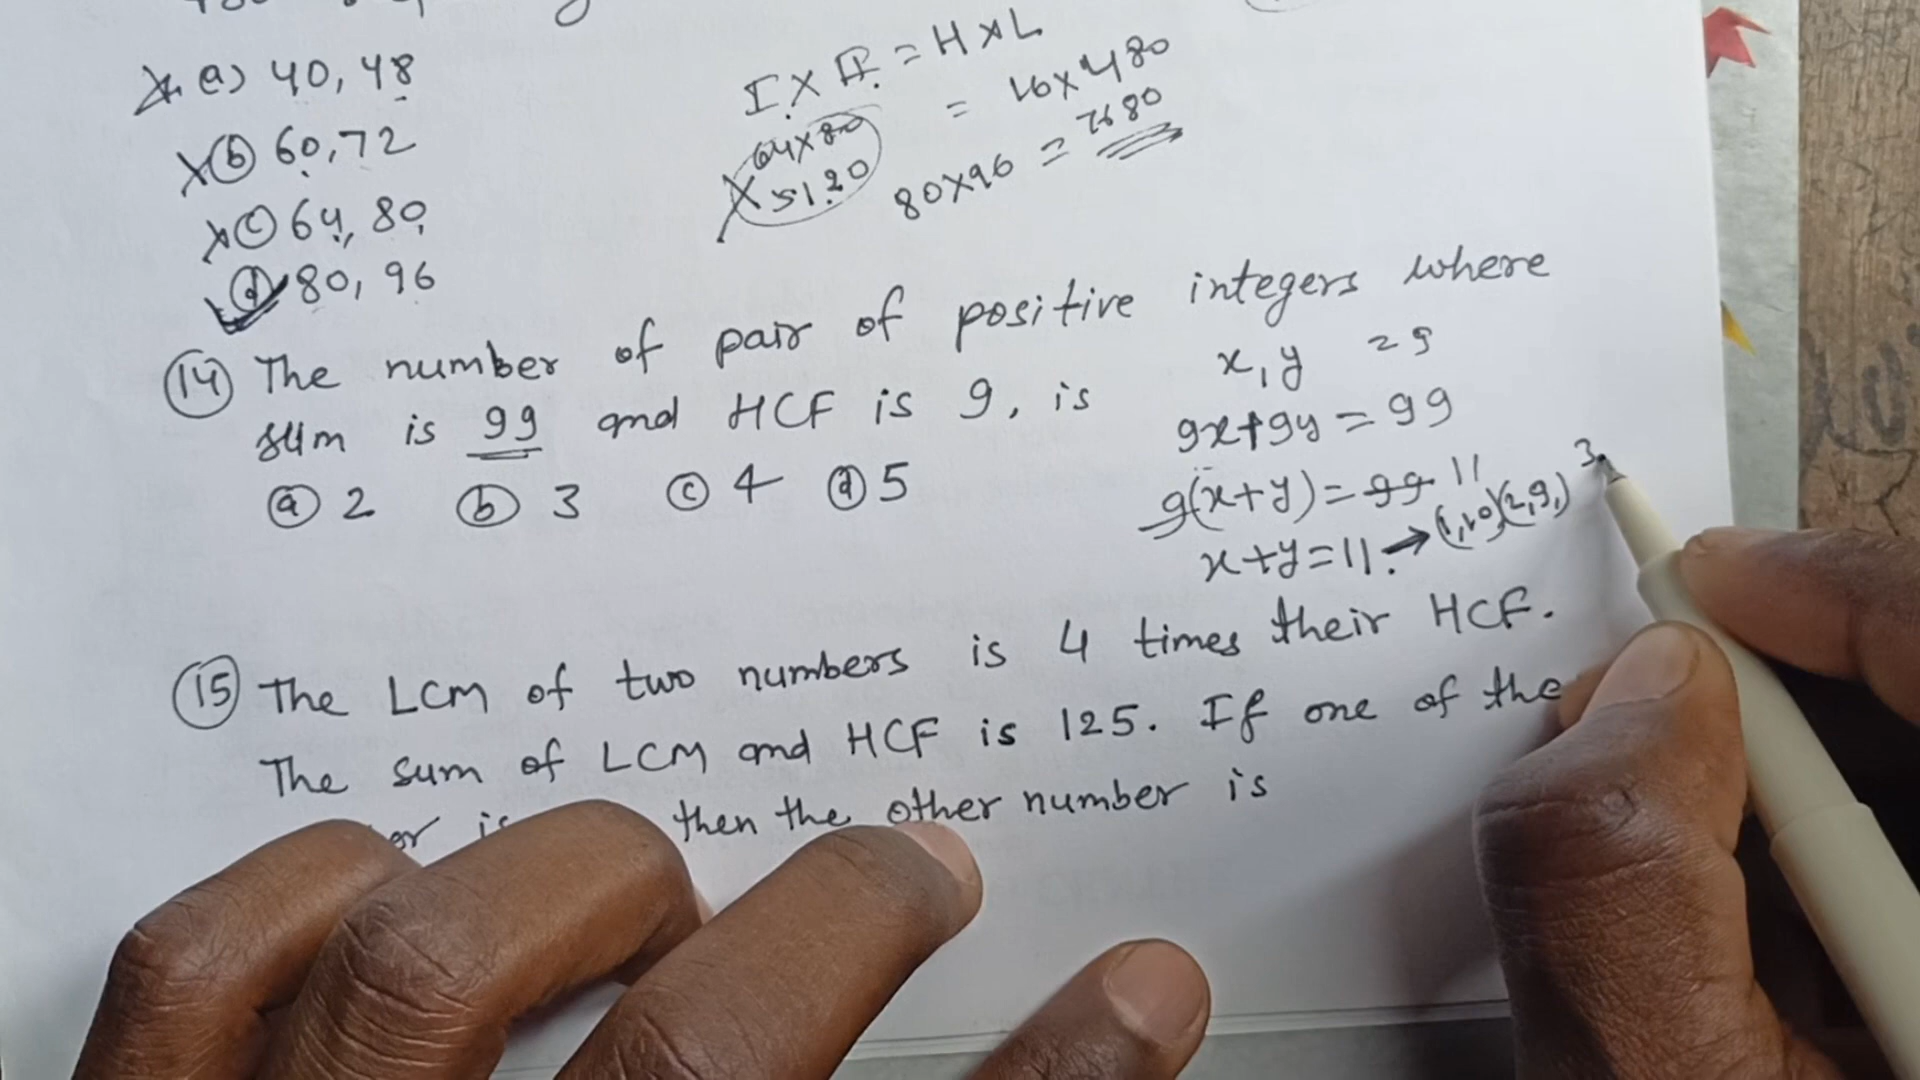 a) 40, 48
b 60, 72
c 64, 80
d 80, 96
I X II = H X L
= 16 X 480
64 X 80
5120
80 X 96 = 7680
14 The number of pair of positive integers where
sum is 99 and HCF is 9, is
a 2 b 3 c 4 d 5
x, y = 9
9x+9y = 99
9(x+y) = 99 11
x+y = 11. → (1,10)(2,9,) 3
15 The LCM of two numbers is 4 times their HCF.
The sum of LCM and HCF is 125. If one of the
then the other number is